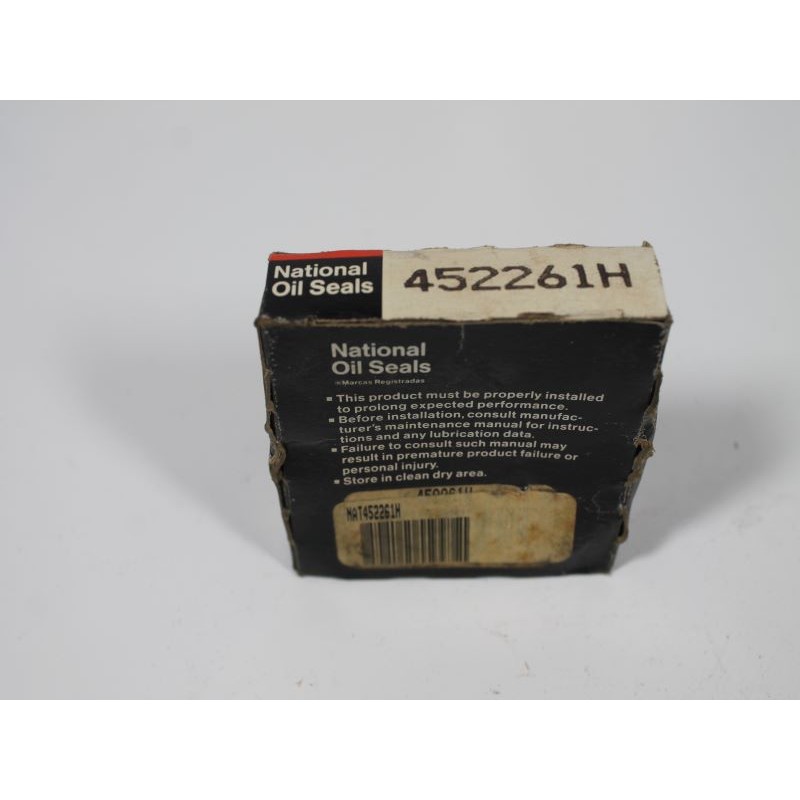 National
Oil Seals
452261H
National
Oil Seals
Marcas Registradas
▪ This product must be properly installed
to prolong expected performance.
▪ Before installation, consult manufac-
turer's maintenance manual for instruc-
tions and any lubrication data.
▪ Failure to consult such manual may
result in premature product failure or
personal injury.
▪ Store in clean dry area.
MAT452261H